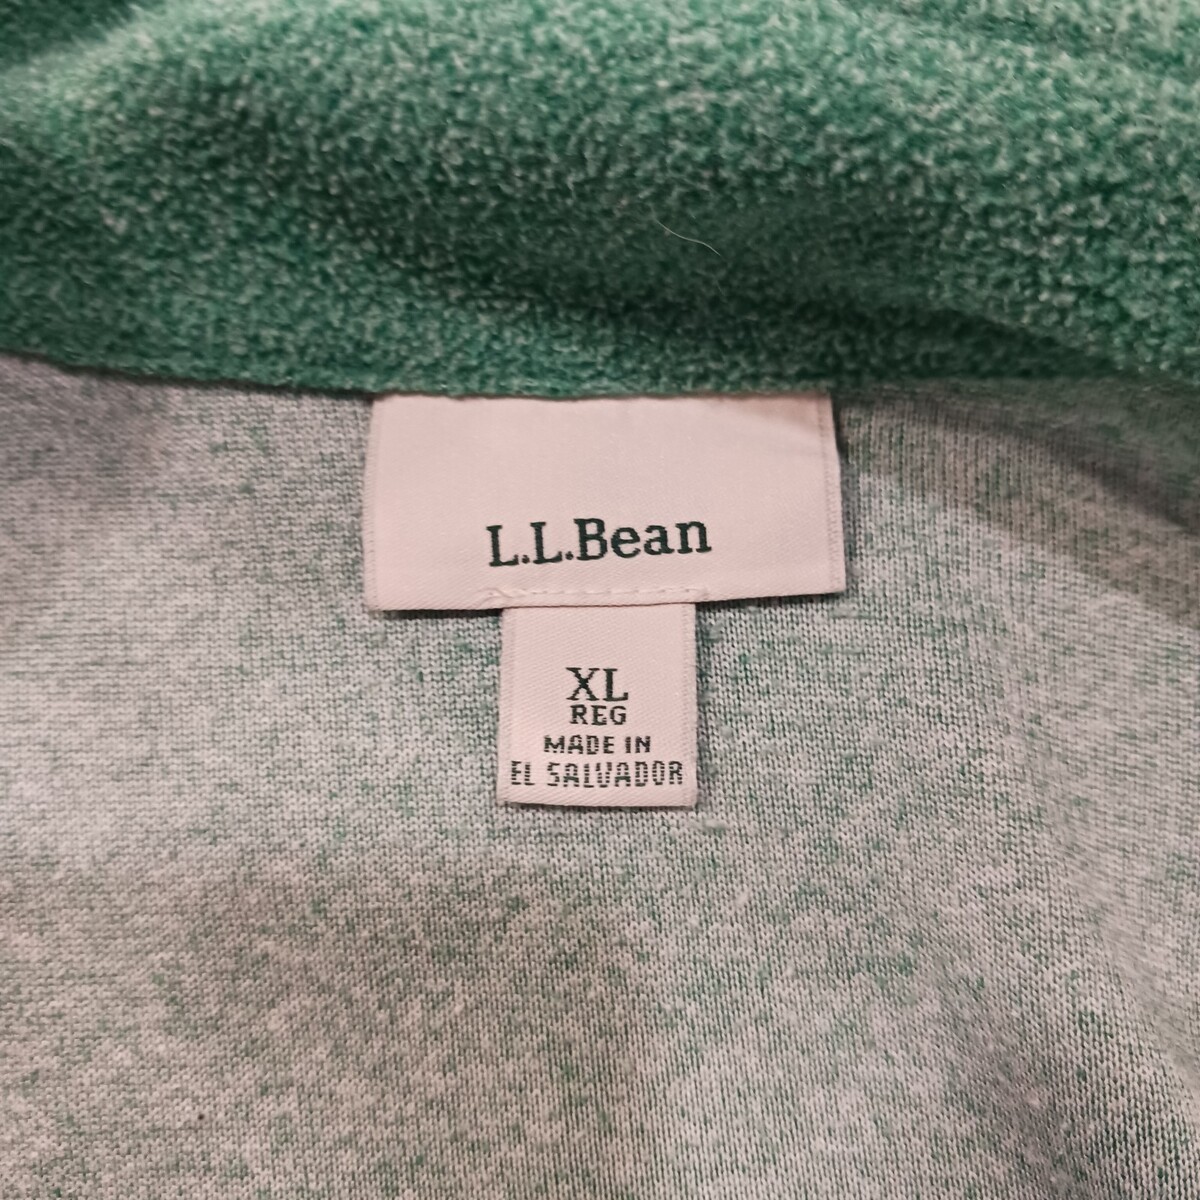 L.L.Bean
XL
REG
MADE IN
EL SALVADOR